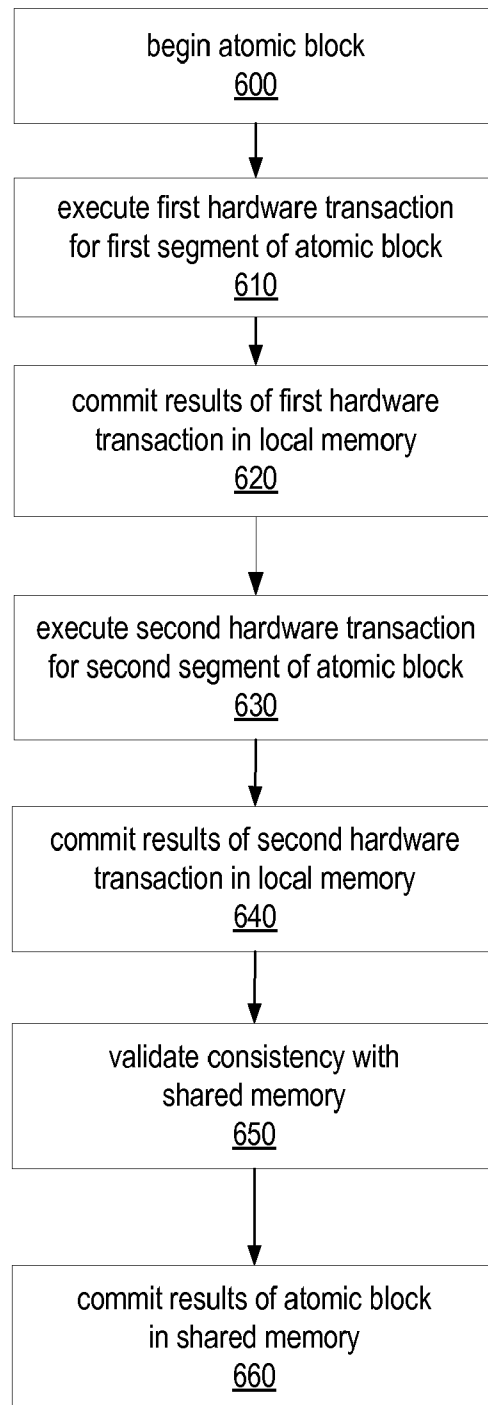 begin atomic block
600
execute first hardware transaction
for first segment of atomic block
610
commit results of first hardware
transaction in local memory
620
execute second hardware transaction
for second segment of atomic block
630
commit results of second hardware
transaction in local memory
640
validate consistency with
shared memory
650
commit results of atomic block
in shared memory
660